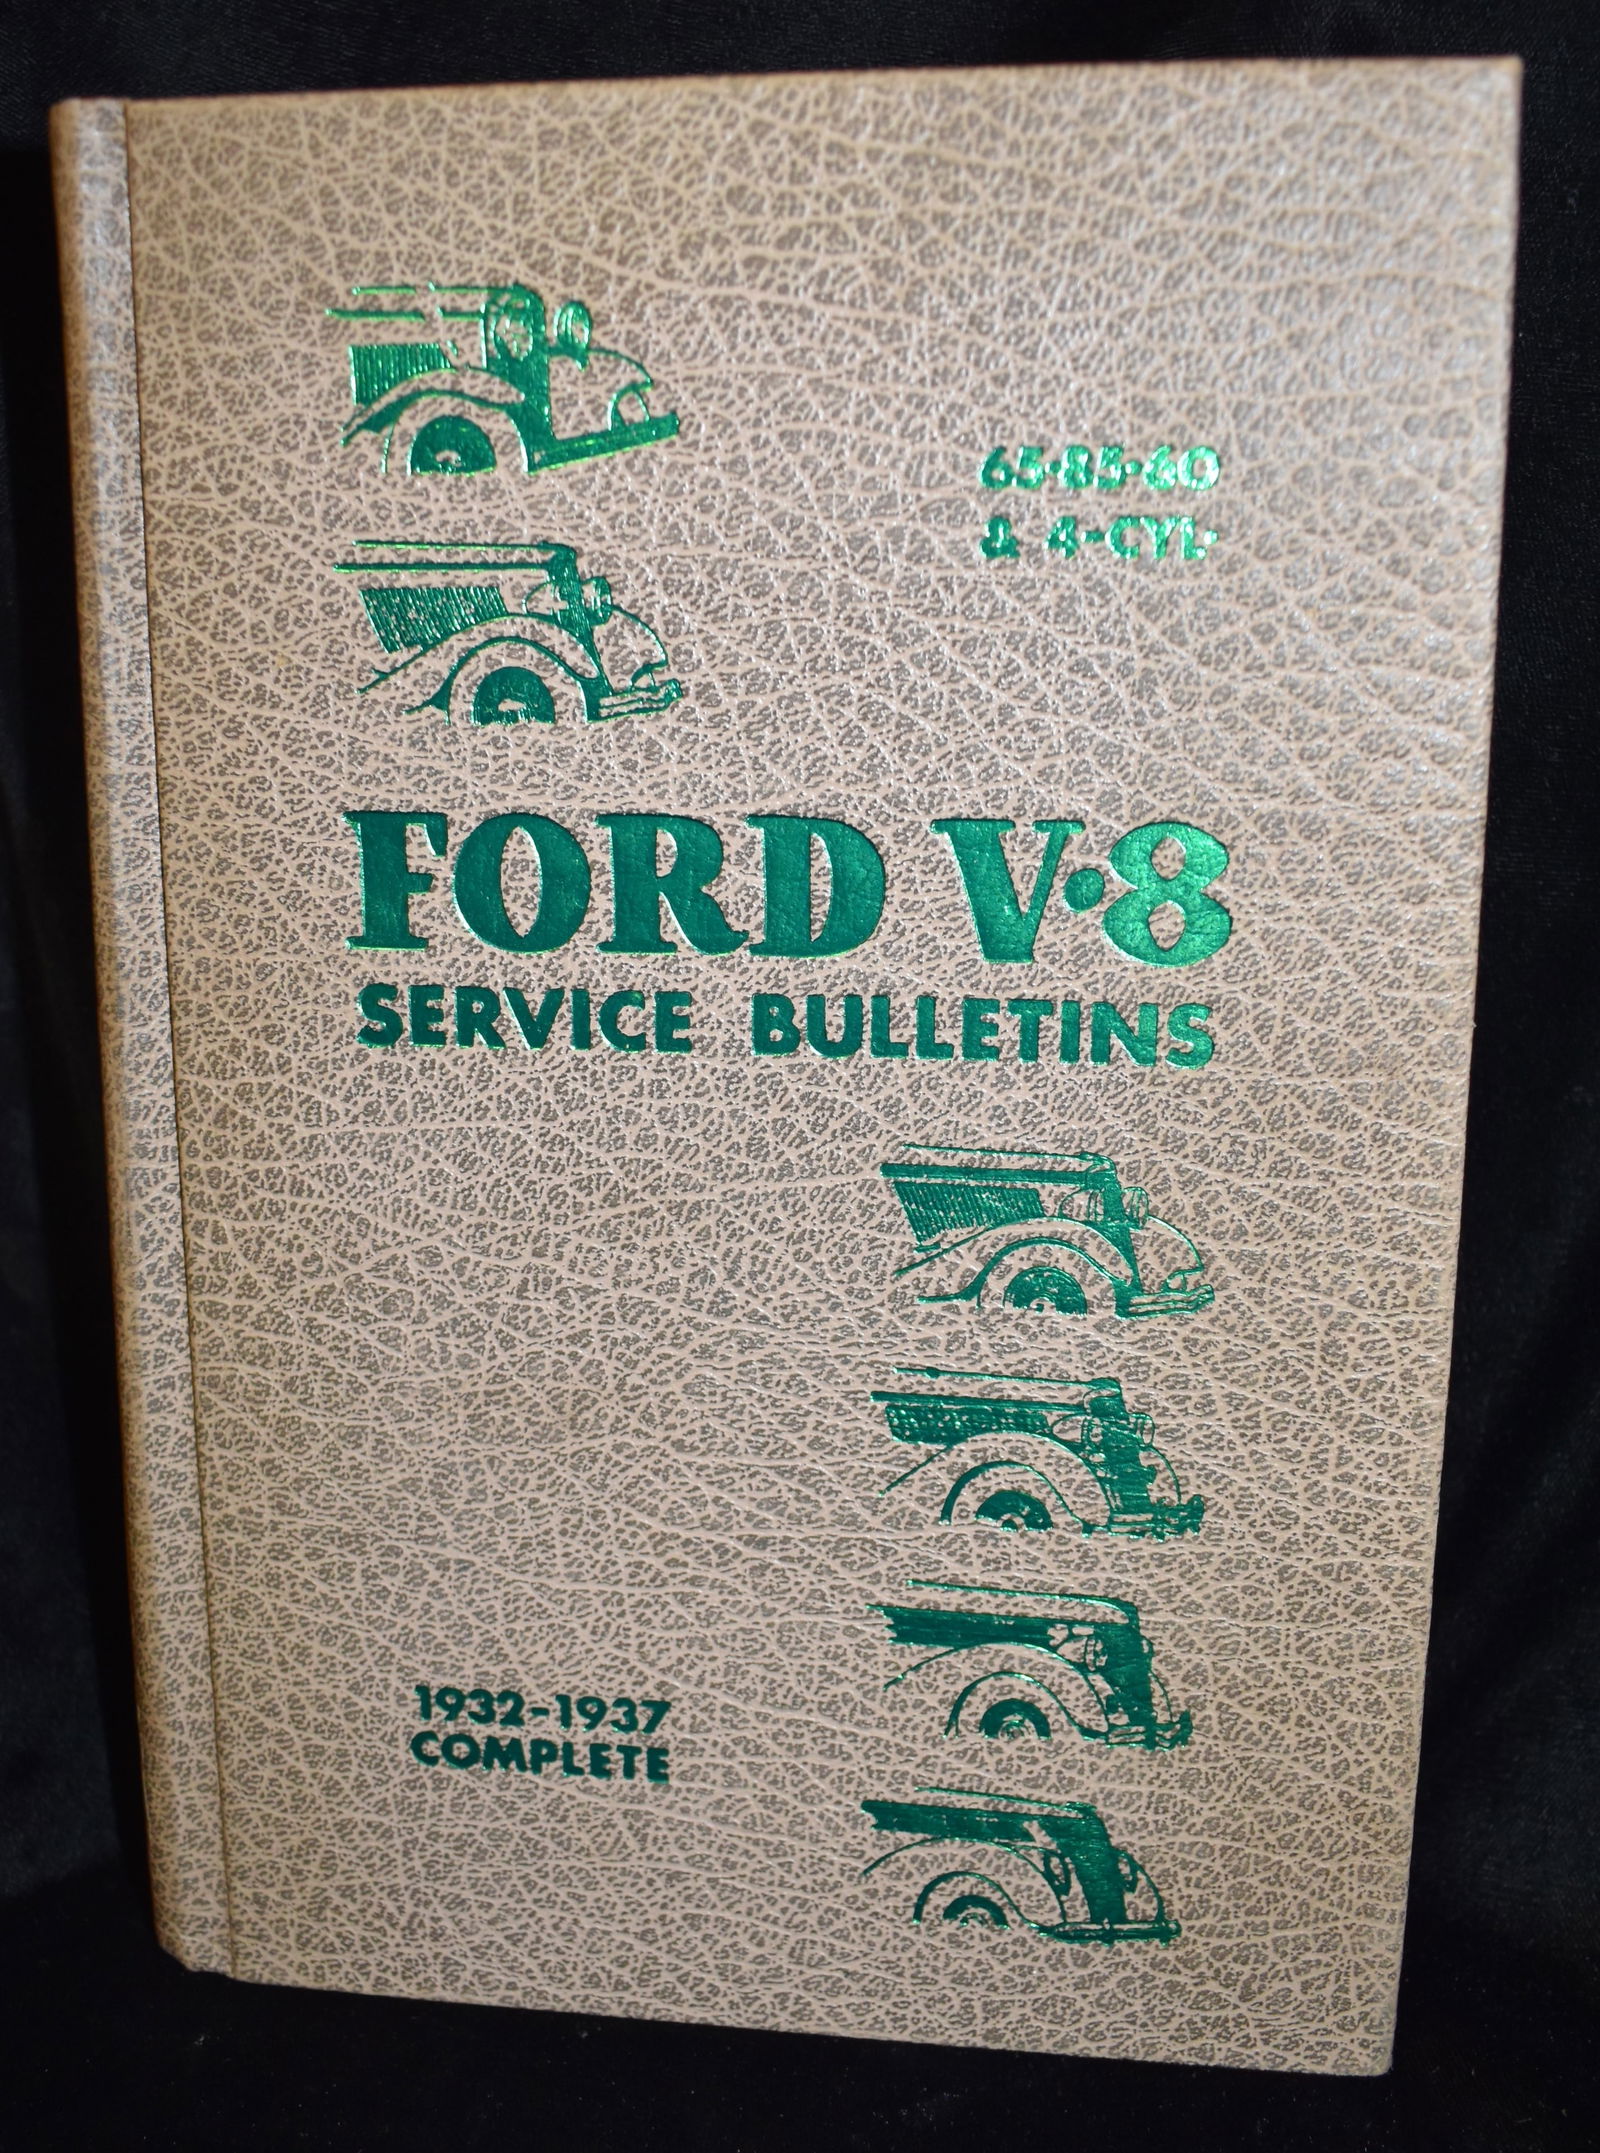 65·85·60
& 4-CYL·
FORD V·8
SERVICE BULLETINS
1932-1937
COMPLETE